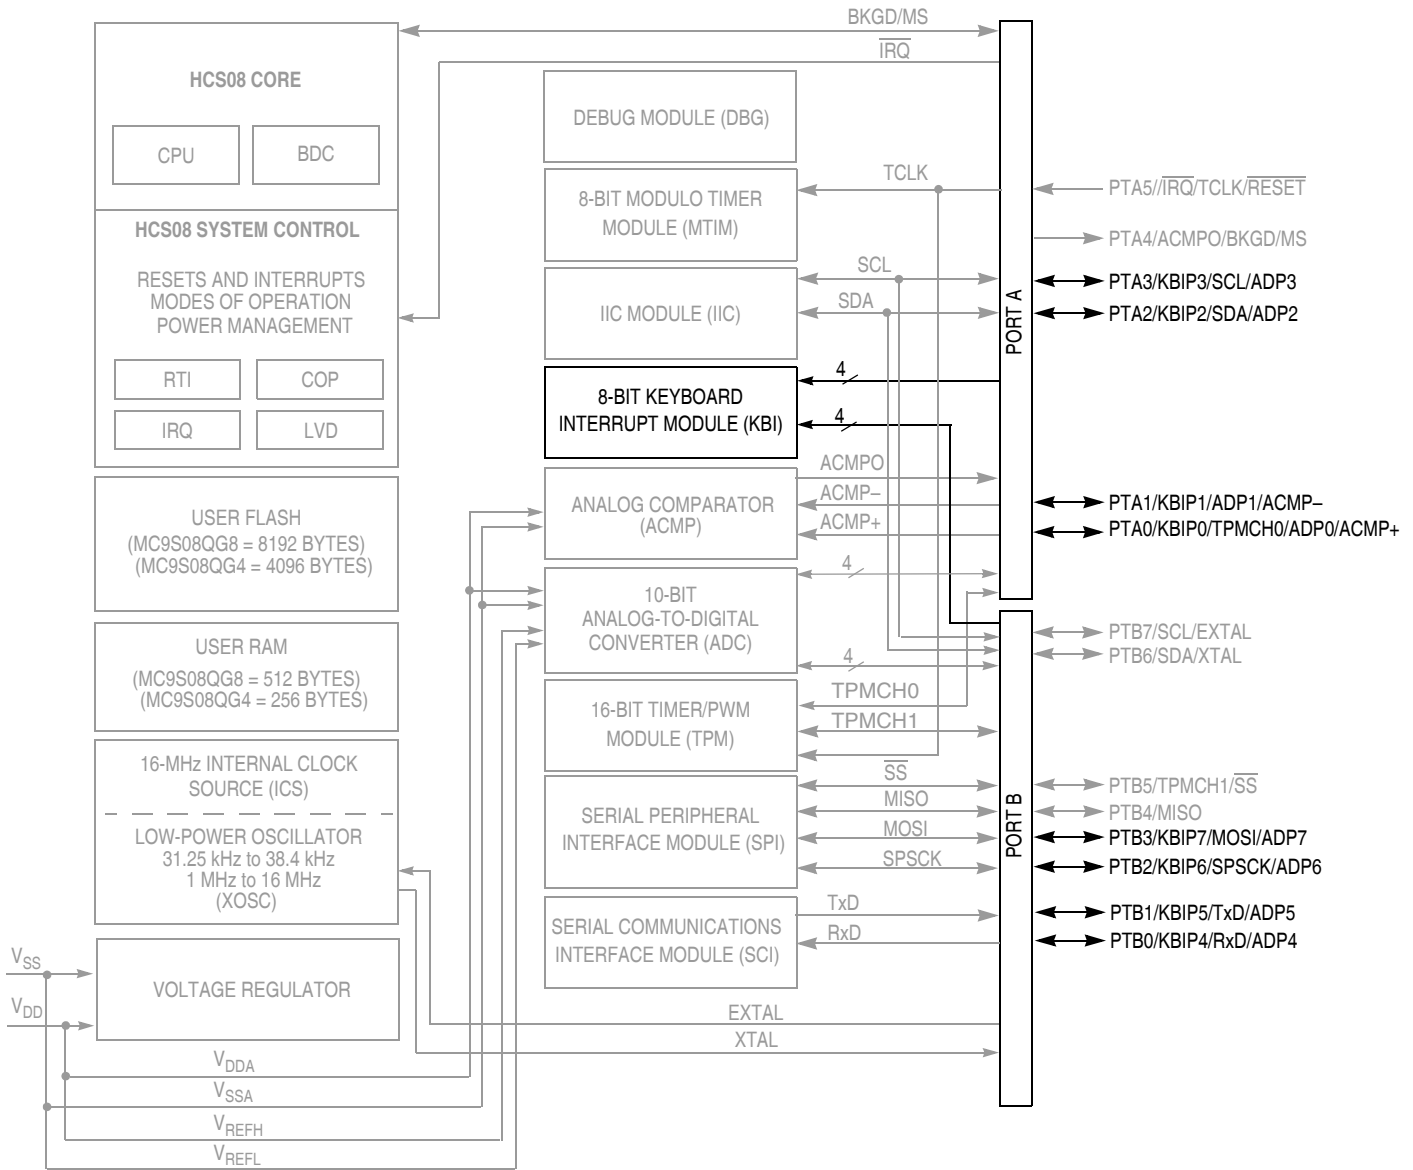 BKGD/MS
IRQ
HCS08 CORE
CPU
BDC
HCS08 SYSTEM CONTROL
RESETS AND INTERRUPTS
MODES OF OPERATION
POWER MANAGEMENT
RTI
COP
IRQ
LVD
USER FLASH
(MC9S08QG8 = 8192 BYTES)
(MC9S08QG4 = 4096 BYTES)
USER RAM
(MC9S08QG8 = 512 BYTES)
(MC9S08QG4 = 256 BYTES)
16-MHz INTERNAL CLOCK
SOURCE (ICS)
LOW-POWER OSCILLATOR
31.25 kHz to 38.4 kHz
1 MHz to 16 MHz
(XOSC)
VOLTAGE REGULATOR
VSS
VDD
VDDA
VSSA
VREFH
VREFL
DEBUG MODULE (DBG)
8-BIT MODULO TIMER
MODULE (MTIM)
IIC MODULE (IIC)
8-BIT KEYBOARD
INTERRUPT MODULE (KBI)
ANALOG COMPARATOR
(ACMP)
10-BIT
ANALOG-TO-DIGITAL
CONVERTER (ADC)
16-BIT TIMER/PWM
MODULE (TPM)
SERIAL PERIPHERAL
INTERFACE MODULE (SPI)
SERIAL COMMUNICATIONS
INTERFACE MODULE (SCI)
TCLK
SCL
SDA
4
4
ACMPO
ACMP–
ACMP+
4
4
TPMCH0
TPMCH1
SS
MISO
MOSI
SPSCK
TxD
RxD
EXTAL
XTAL
PORT A
PORT B
PTA5//IRQ/TCLK/RESET
PTA4/ACMPO/BKGD/MS
PTA3/KBIP3/SCL/ADP3
PTA2/KBIP2/SDA/ADP2
PTA1/KBIP1/ADP1/ACMP–
PTA0/KBIP0/TPMCH0/ADP0/ACMP+
PTB7/SCL/EXTAL
PTB6/SDA/XTAL
PTB5/TPMCH1/SS
PTB4/MISO
PTB3/KBIP7/MOSI/ADP7
PTB2/KBIP6/SPSCK/ADP6
PTB1/KBIP5/TxD/ADP5
PTB0/KBIP4/RxD/ADP4